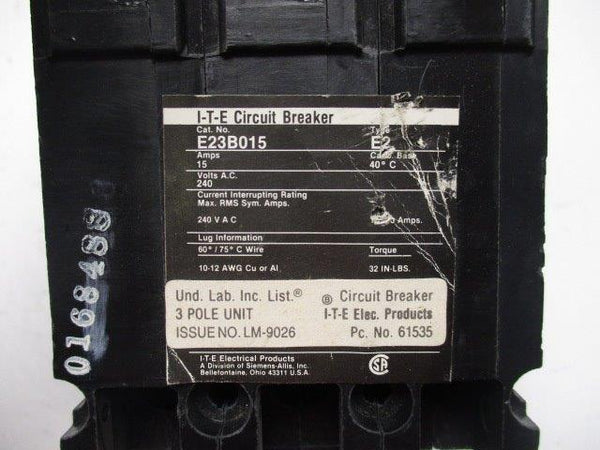 I-T-E Circuit Breaker
Cat. No. Type
E23B015 E2
Amps Calib. Base
15 40° C
Volts A.C.
240
Current Interrupting Rating
Max. RMS Sym. Amps.
240 V A C Amps.
Lug Information
60°/75° C Wire Torque
10-12 AWG Cu or Al 32 IN-LBS.
Und. Lab. Inc. List.® ® Circuit Breaker
3 POLE UNIT I-T-E Elec. Products
ISSUE NO. LM-9026 Pc. No. 61535
I-T-E Electrical Products
A Division of Siemens-Allis, Inc.
Bellefontaine, Ohio 43311 U.S.A.
0168488